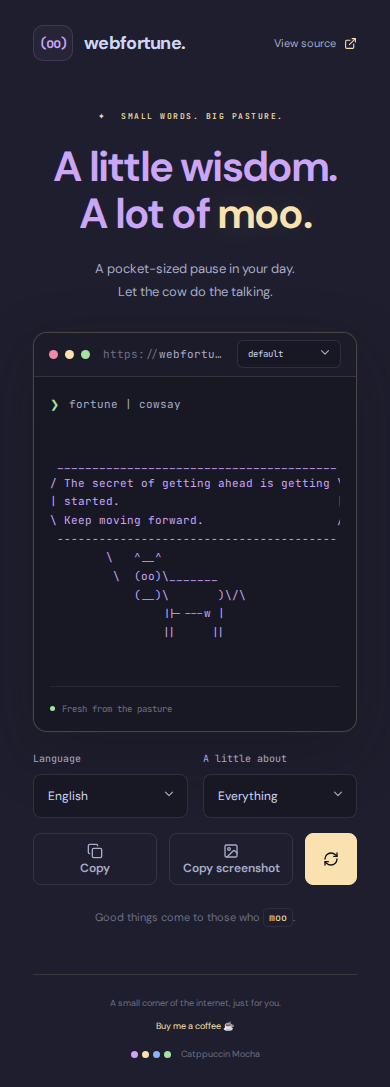 (oo) webfortune.
View source
✦ SMALL WORDS. BIG PASTURE.
A little wisdom.
A lot of moo.
A pocket-sized pause in your day.
Let the cow do the talking.
https://webfortu…
default
❯ fortune | cowsay
 ________________________________________
/ The secret of getting ahead is getting \
| started.                               |
\ Keep moving forward.                   /
 ----------------------------------------
        \   ^__^
         \  (oo)\_______
            (__)\       )\/\
                ||----w |
                ||     ||
Fresh from the pasture
Language
A little about
English
Everything
Copy
Copy screenshot
Good things come to those who moo.
A small corner of the internet, just for you.
Buy me a coffee ☕
Catppuccin Mocha